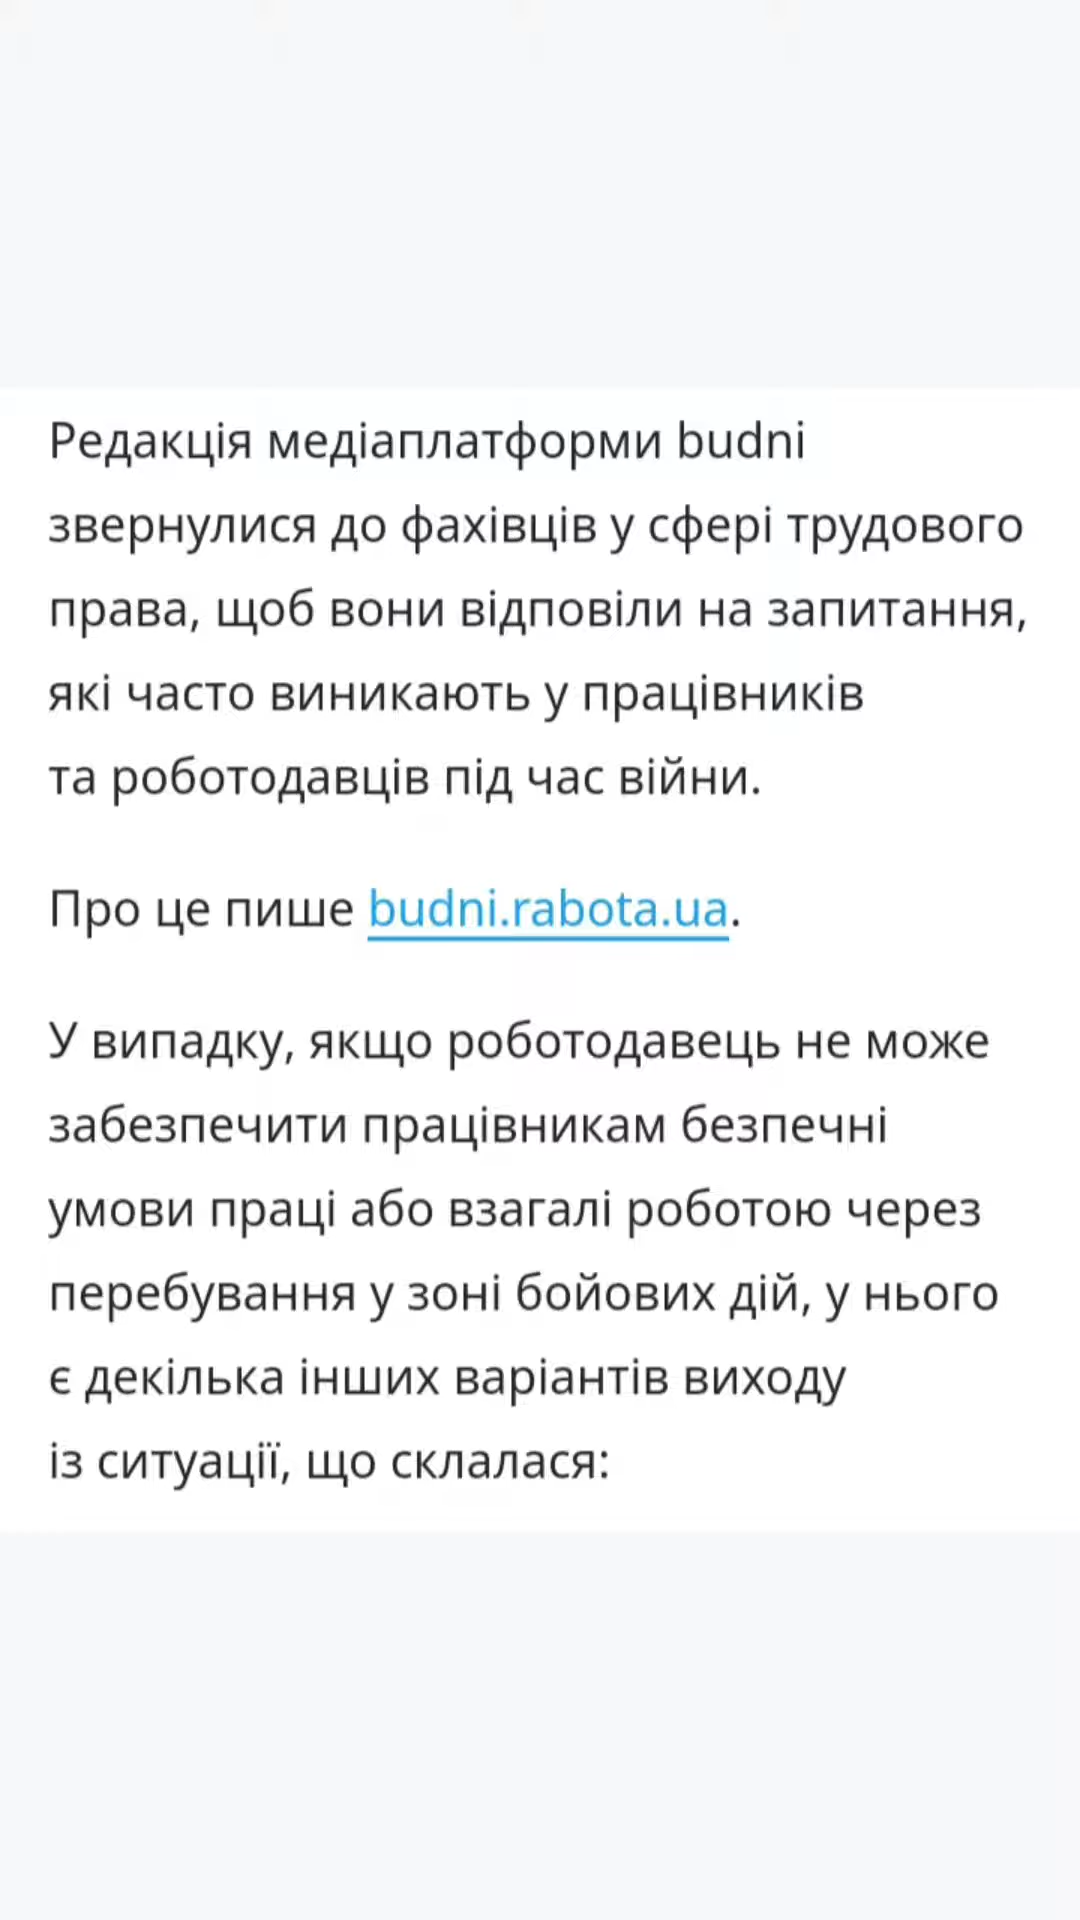 Редакція медіаплатформи budni
звернулися до фахівців у сфері трудового
права, щоб вони відповіли на запитання,
які часто виникають у працівників
та роботодавців під час війни.
Про це пише budni.rabota.ua.
У випадку, якщо роботодавець не може
забезпечити працівникам безпечні
умови праці або взагалі роботою через
перебування у зоні бойових дій, у нього
є декілька інших варіантів виходу
із ситуації, що склалася: